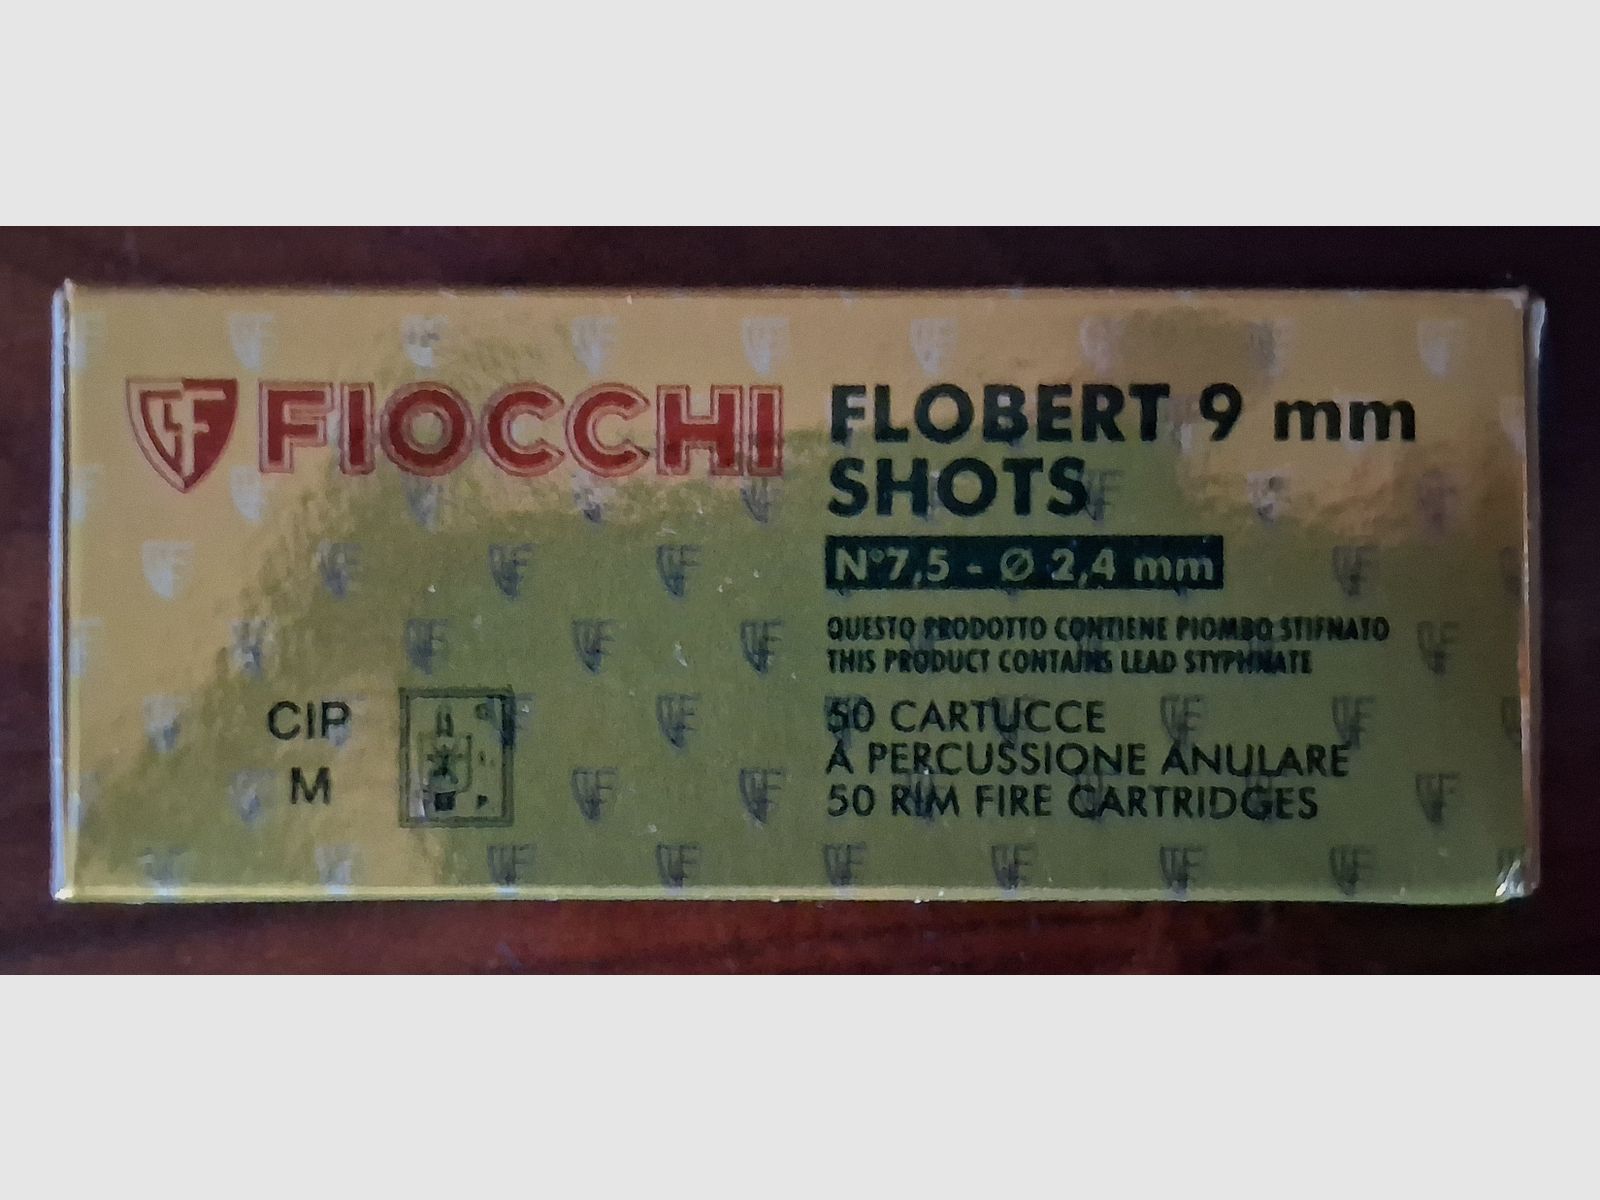 FIOCCHI
FLOBERT 9 mm
SHOTS
N°7,5 - Ø 2,4 mm
QUESTO PRODOTTO CONTIENE PIOMBO STIFNATO
THIS PRODUCT CONTAINS LEAD STYPHNATE
50 CARTUCCE
A PERCUSSIONE ANULARE
50 RIM FIRE CARTRIDGES
CIP
M